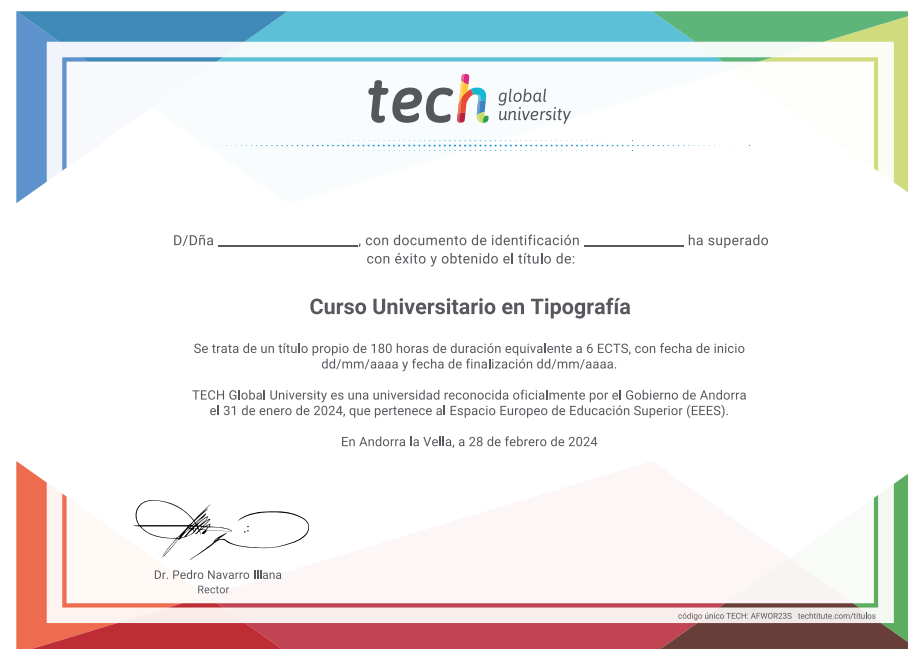 tech global university
D/Dña ____________________, con documento de identificación ______________ ha superado
con éxito y obtenido el título de:
Curso Universitario en Tipografía
Se trata de un título propio de 180 horas de duración equivalente a 6 ECTS, con fecha de inicio
dd/mm/aaaa y fecha de finalización dd/mm/aaaa.
TECH Global University es una universidad reconocida oficialmente por el Gobierno de Andorra
el 31 de enero de 2024, que pertenece al Espacio Europeo de Educación Superior (EEES).
En Andorra la Vella, a 28 de febrero de 2024
Dr. Pedro Navarro Illana
Rector
código único TECH: AFWOR23S techtitute.com/titulos